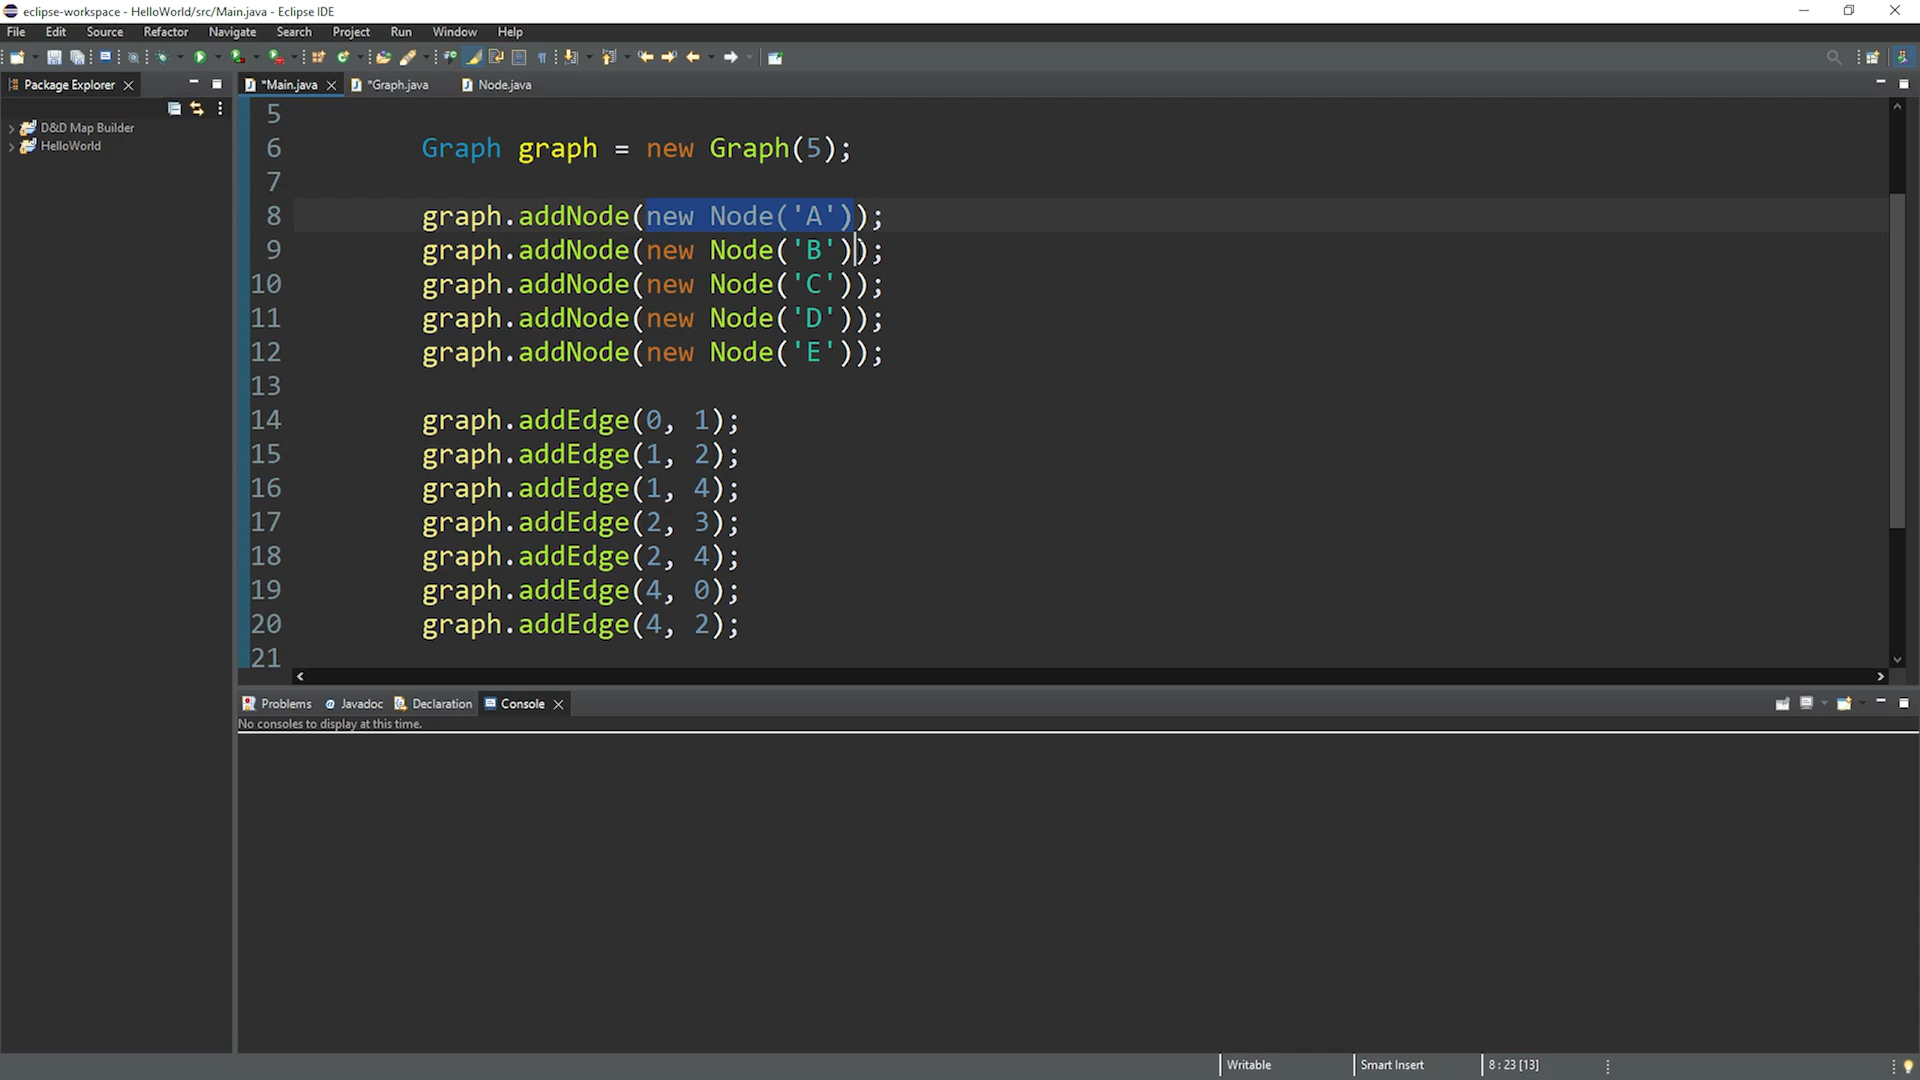 eclipse-workspace - HelloWorld/src/Main.java - Eclipse IDE
File Edit Source Refactor Navigate Search Project Run Window Help
Package Explorer
*Main.java *Graph.java Node.java
D&D Map Builder
HelloWorld
5
6 Graph graph = new Graph(5);
7
8 graph.addNode(new Node('A'));
9 graph.addNode(new Node('B'));
10 graph.addNode(new Node('C'));
11 graph.addNode(new Node('D'));
12 graph.addNode(new Node('E'));
13
14 graph.addEdge(0, 1);
15 graph.addEdge(1, 2);
16 graph.addEdge(1, 4);
17 graph.addEdge(2, 3);
18 graph.addEdge(2, 4);
19 graph.addEdge(4, 0);
20 graph.addEdge(4, 2);
21
Problems Javadoc Declaration Console
No consoles to display at this time.
Writable Smart Insert 8 : 23 [13]